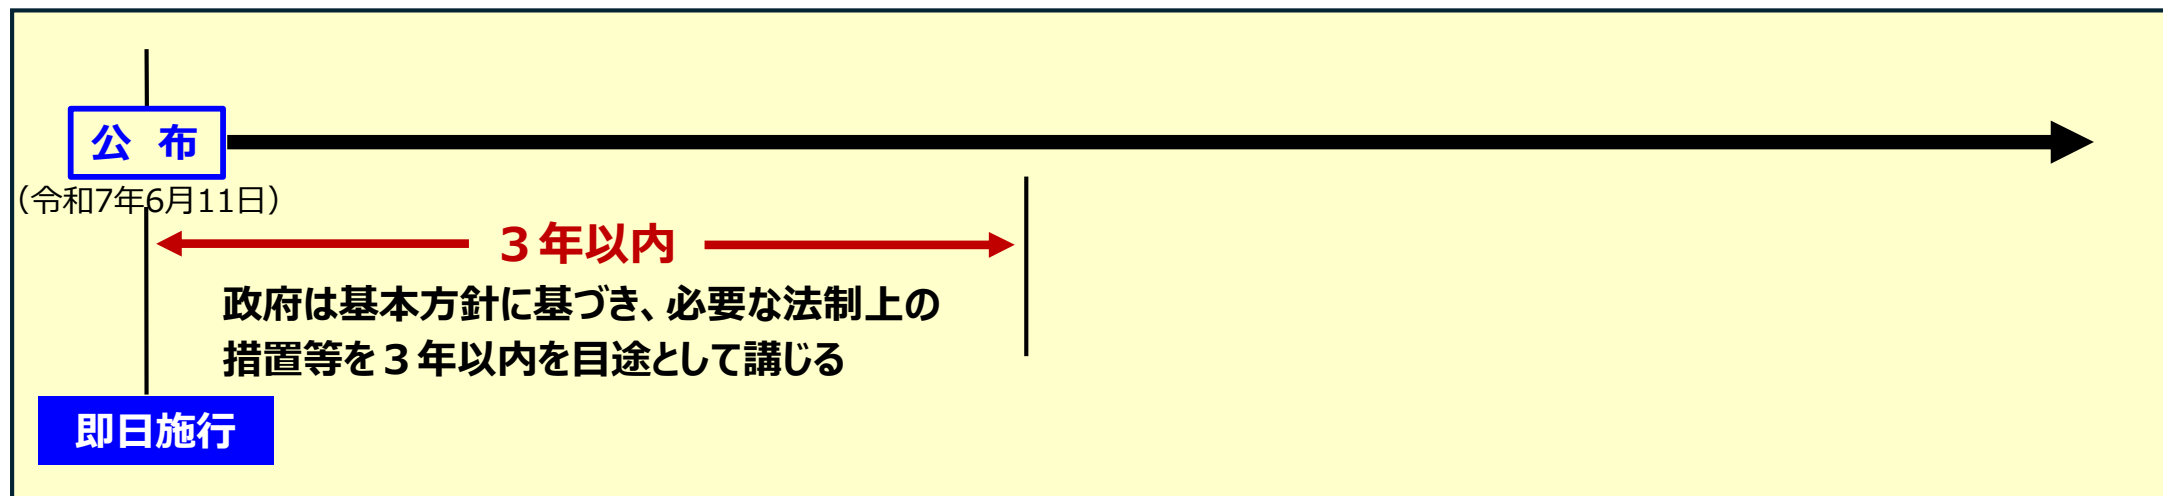 公 布
（令和7年6月11日）
３年以内
政府は基本方針に基づき、必要な法制上の
措置等を３年以内を目途として講じる
即日施行